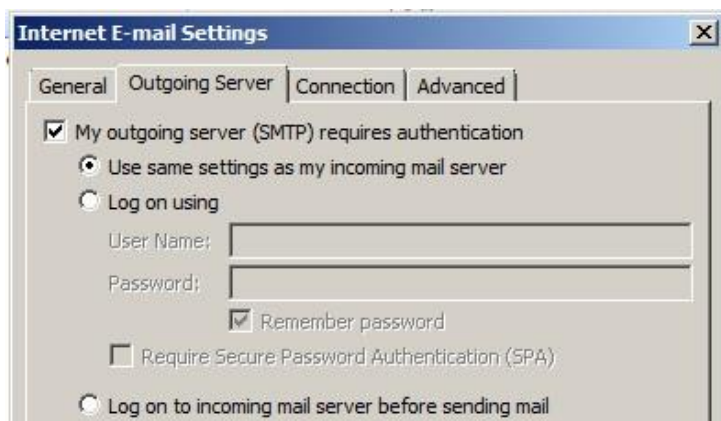 Internet E-mail Settings
General Outgoing Server Connection Advanced
My outgoing server (SMTP) requires authentication
Use same settings as my incoming mail server
Log on using
User Name:
Password:
Remember password
Require Secure Password Authentication (SPA)
Log on to incoming mail server before sending mail